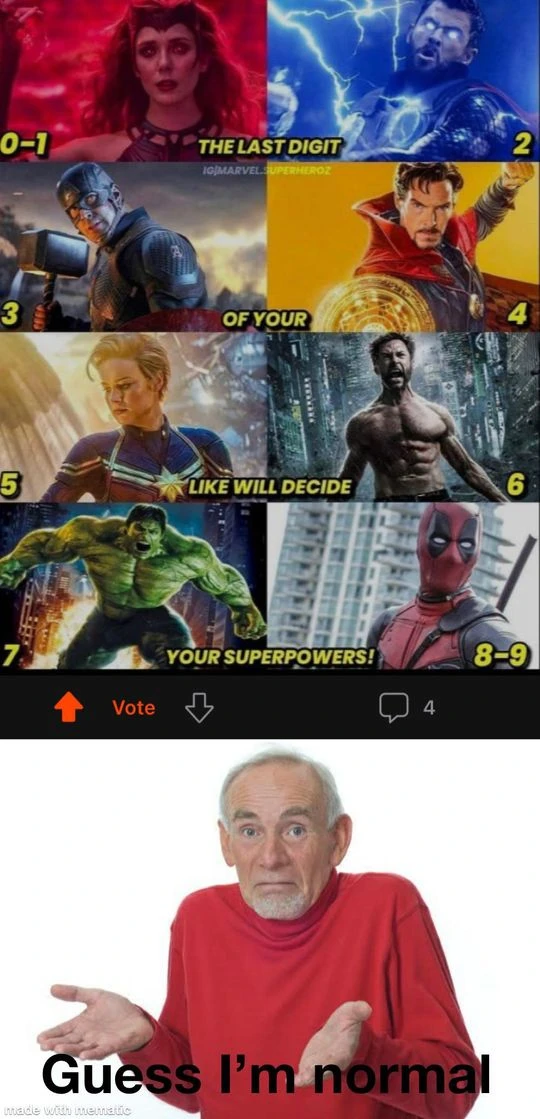 0-1
THE LAST DIGIT
2
IG|MARVEL.SUPERHEROZ
3
OF YOUR
4
5
LIKE WILL DECIDE
6
7
YOUR SUPERPOWERS!
8-9
Vote
4
Guess I'm normal
made with mematic